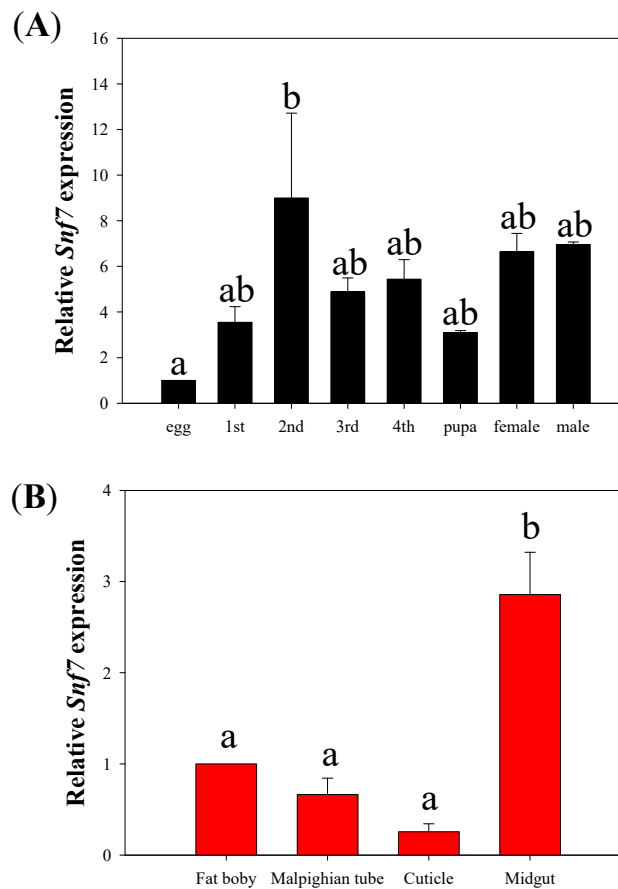 (A)
16
14
12
10
8
6
4
2
0
Relative Snf7 expression
a
ab
b
ab
ab
ab
ab
ab
egg 1st 2nd 3rd 4th pupa female male
(B)
4
3
2
1
0
Relative Snf7 expression
a
a
a
b
Fat boby Malpighian tube Cuticle Midgut